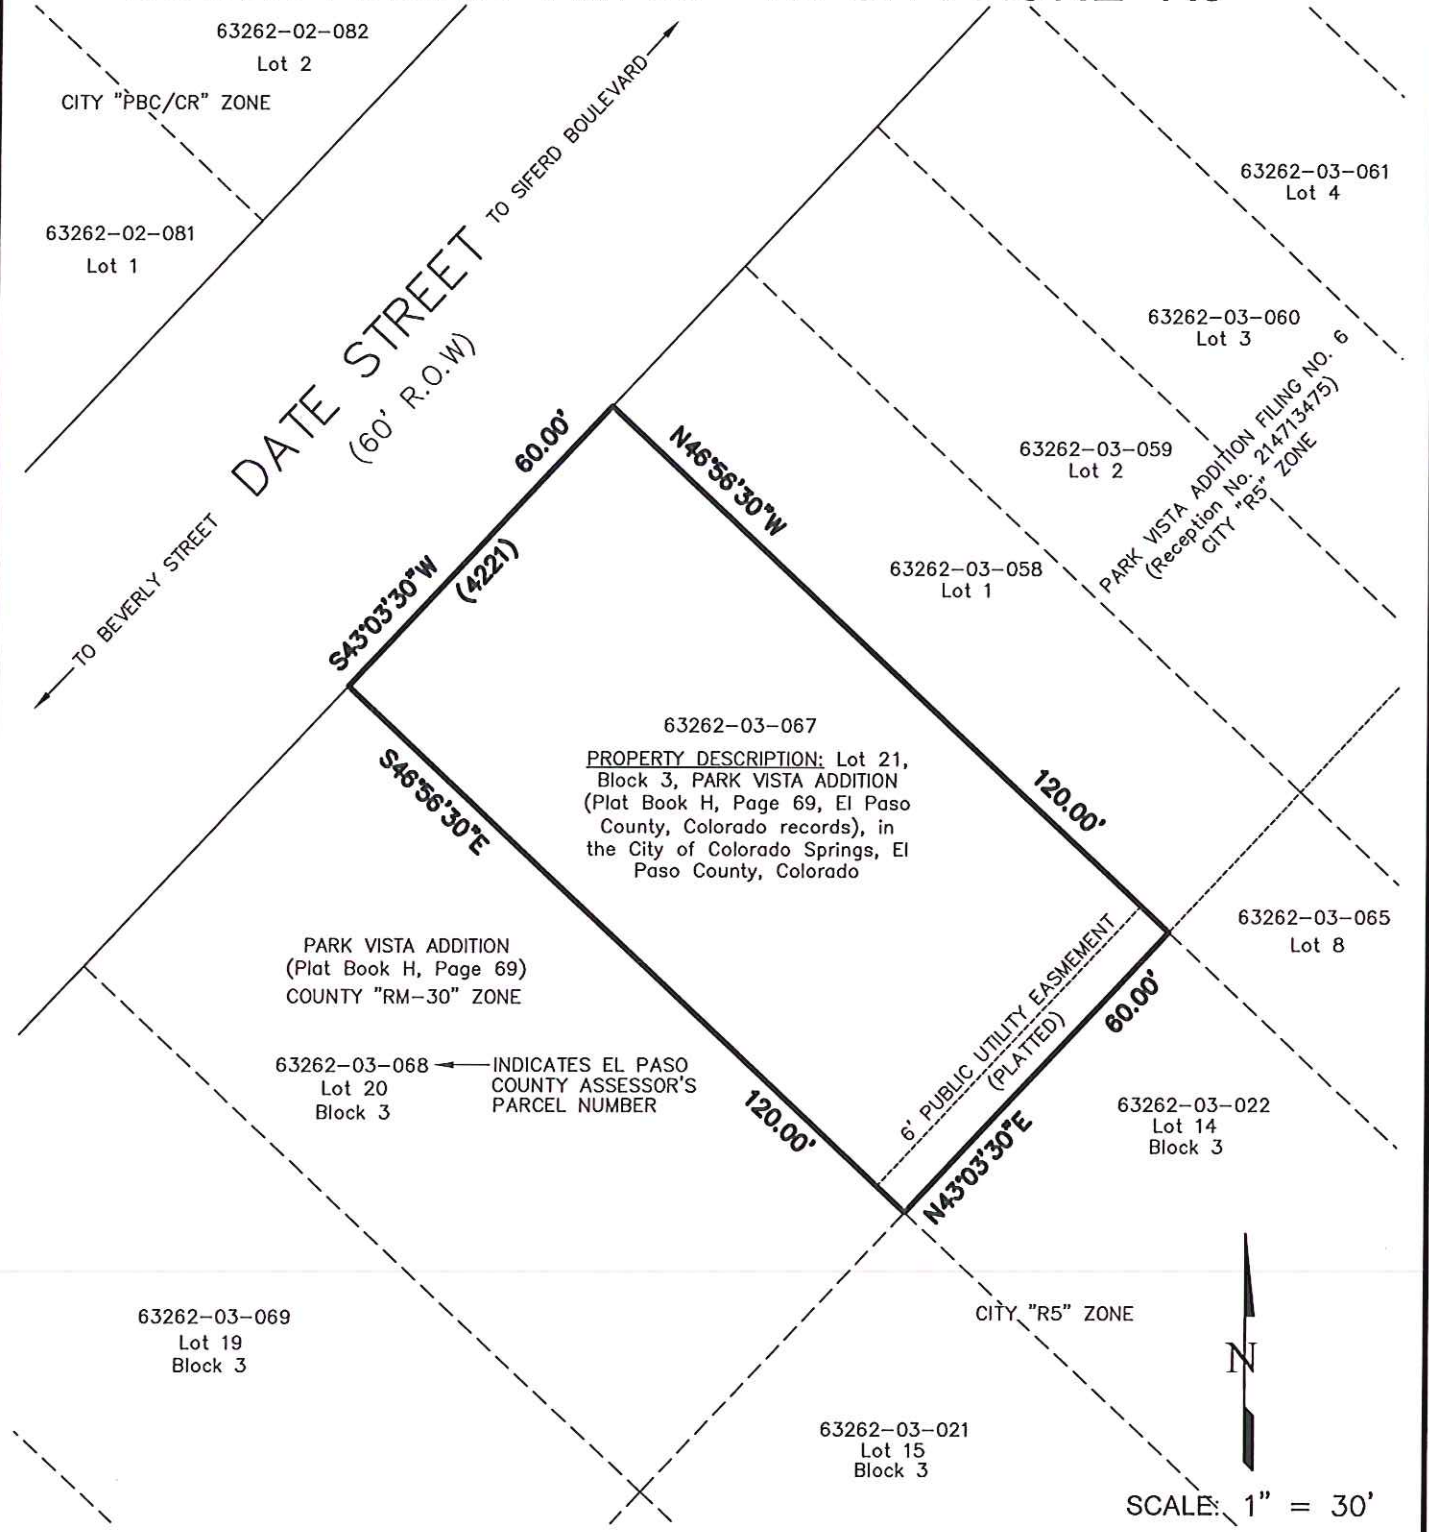 63262-02-082
Lot 2
CITY "PBC/CR" ZONE
63262-02-081
Lot 1
TO SIFERD BOULEVARD
DATE STREET
(60' R.O.W)
TO BEVERLY STREET
63262-03-061
Lot 4
63262-03-060
Lot 3
63262-03-059
Lot 2
63262-03-058
Lot 1
PARK VISTA ADDITION FILING NO. 6
(Reception No. 214713475)
CITY "R5" ZONE
60.00'
S43°03'30"W
(4221)
N46°56'30"W
120.00'
63262-03-067
PROPERTY DESCRIPTION: Lot 21,
Block 3, PARK VISTA ADDITION
(Plat Book H, Page 69, El Paso
County, Colorado records), in
the City of Colorado Springs, El
Paso County, Colorado
S46°56'30"E
120.00'
6' PUBLIC UTILITY EASMEMENT
(PLATTED)
60.00'
N43°03'30"E
63262-03-065
Lot 8
PARK VISTA ADDITION
(Plat Book H, Page 69)
COUNTY "RM-30" ZONE
63262-03-068
Lot 20
Block 3
INDICATES EL PASO
COUNTY ASSESSOR'S
PARCEL NUMBER
63262-03-022
Lot 14
Block 3
63262-03-069
Lot 19
Block 3
CITY "R5" ZONE
63262-03-021
Lot 15
Block 3
N
SCALE: 1" = 30'